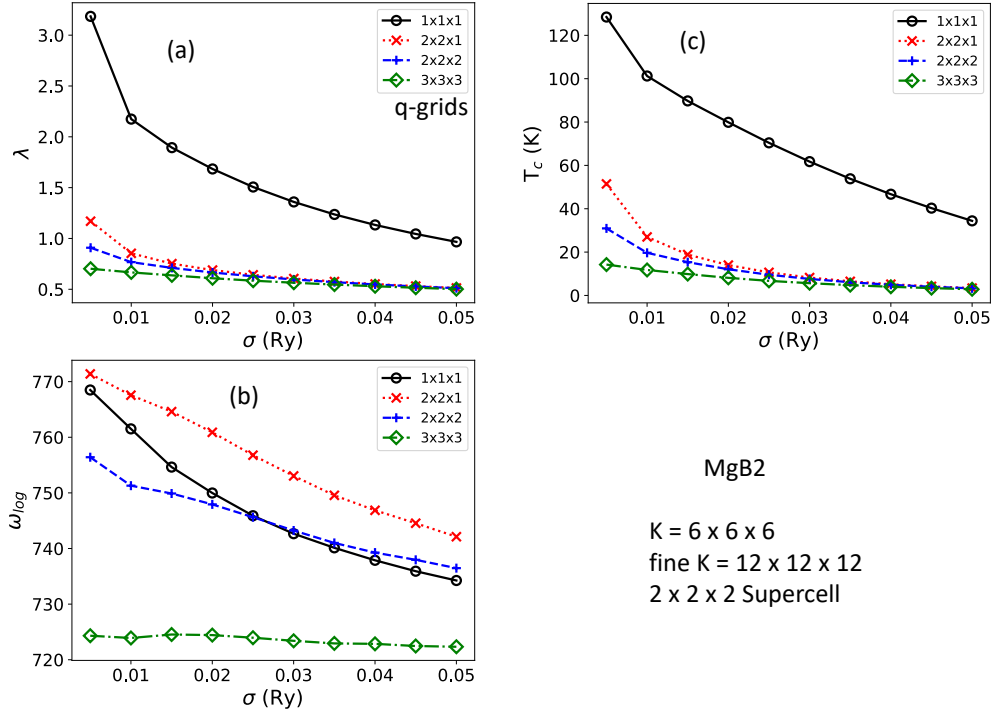 (a)
1x1x1
2x2x1
2x2x2
3x3x3
q-grids
λ
3.0
2.5
2.0
1.5
1.0
0.5
0.01
0.02
0.03
0.04
0.05
σ (Ry)
(c)
1x1x1
2x2x1
2x2x2
3x3x3
T_c (K)
120
100
80
60
40
20
0
0.01
0.02
0.03
0.04
0.05
σ (Ry)
(b)
1x1x1
2x2x1
2x2x2
3x3x3
ω_log
770
760
750
740
730
720
0.01
0.02
0.03
0.04
0.05
σ (Ry)
MgB2
K = 6 x 6 x 6
fine K = 12 x 12 x 12
2 x 2 x 2 Supercell